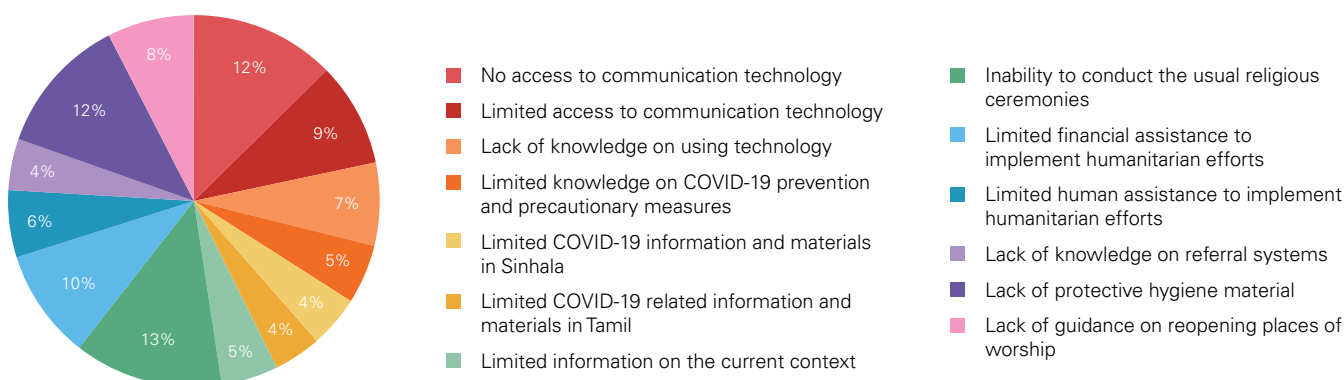 8%
12%
12%
9%
4%
7%
6%
5%
10%
4%
13%
5%
4%
No access to communication technology
Limited access to communication technology
Lack of knowledge on using technology
Limited knowledge on COVID-19 prevention
and precautionary measures
Limited COVID-19 information and materials
in Sinhala
Limited COVID-19 related information and
materials in Tamil
Limited information on the current context
Inability to conduct the usual religious
ceremonies
Limited financial assistance to
implement humanitarian efforts
Limited human assistance to implement
humanitarian efforts
Lack of knowledge on referral systems
Lack of protective hygiene material
Lack of guidance on reopening places of
worship